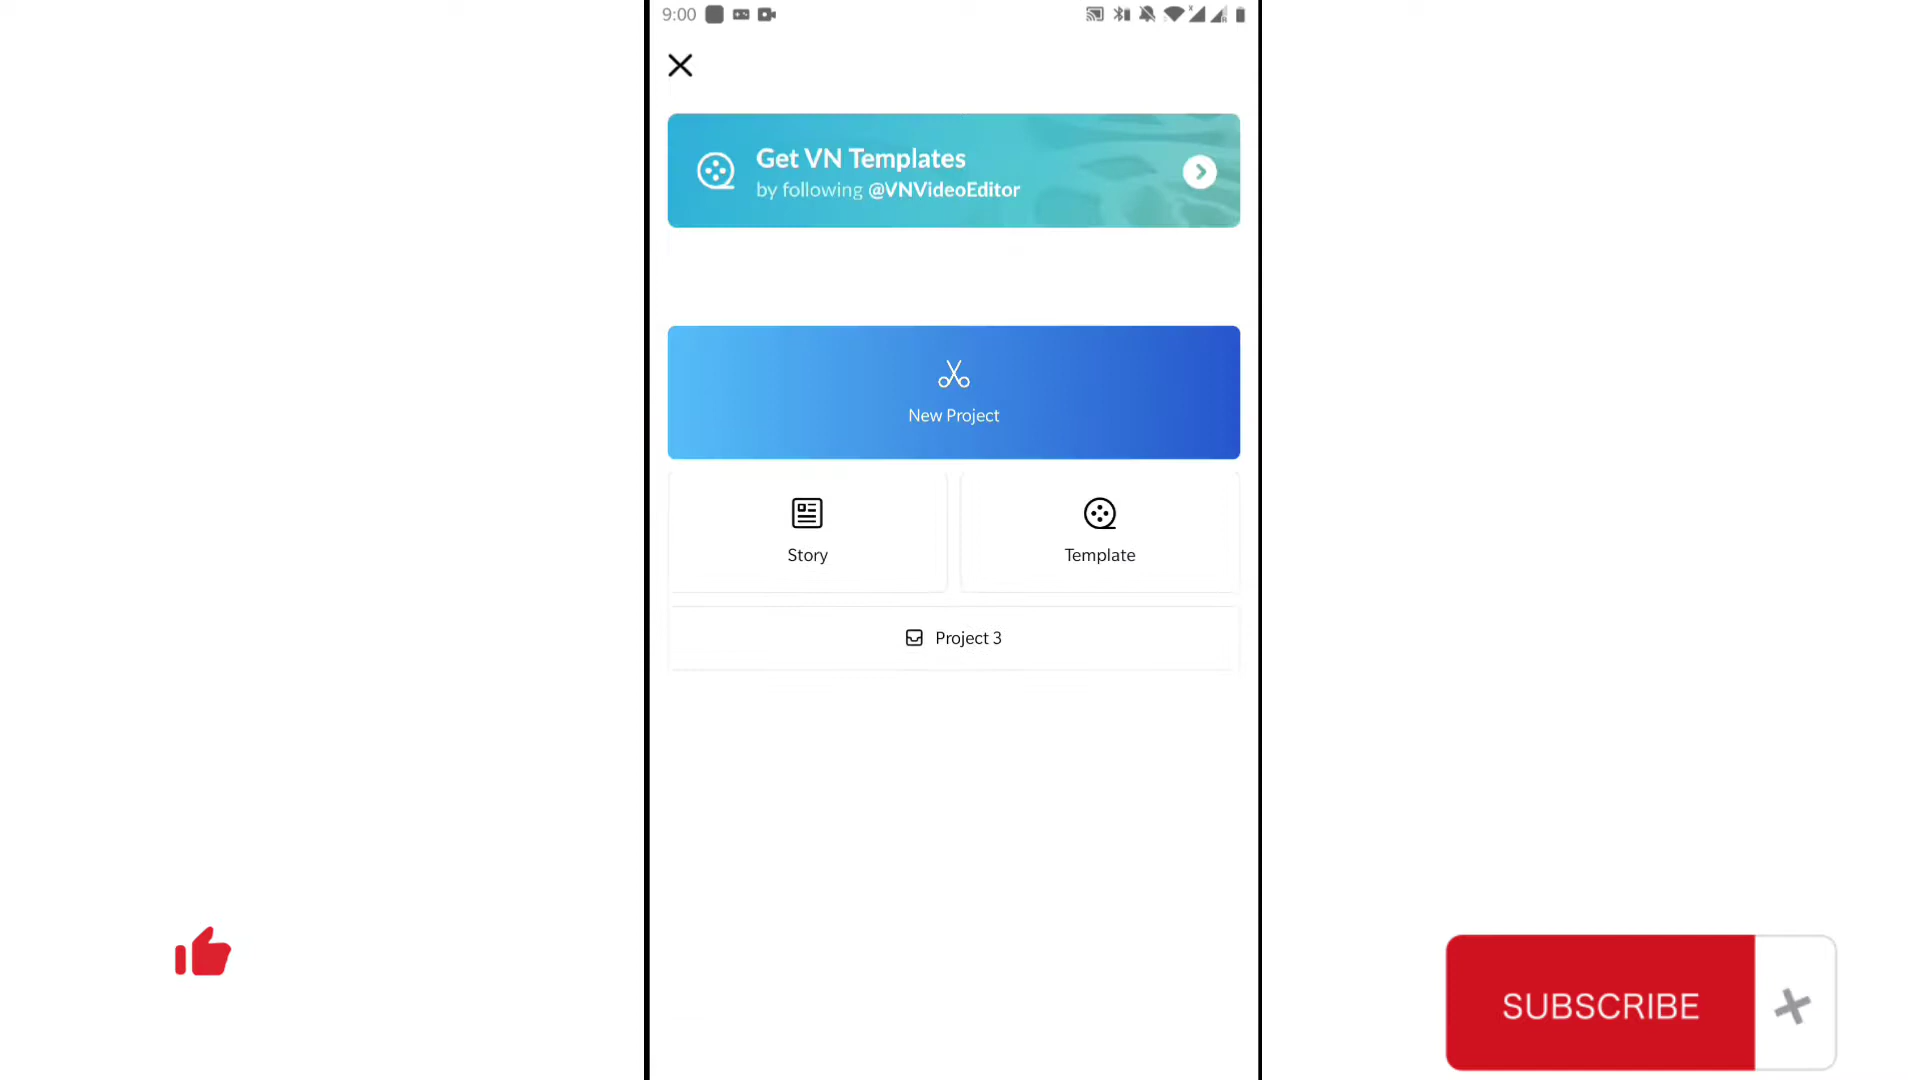 9:00
Get VN Templates
by following @VNVideoEditor
New Project
Story
Template
Project 3
SUBSCRIBE